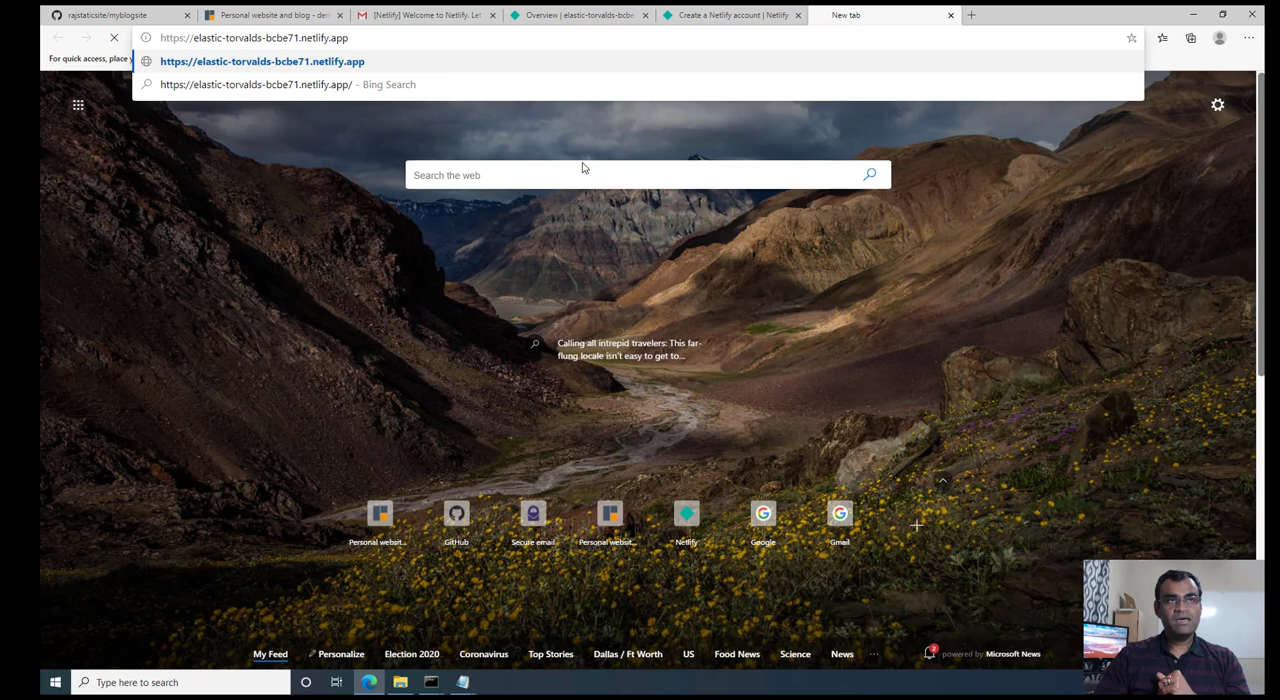 rajstaticsite/myblogsite
Personal website and blog - der
[Netlify] Welcome to Netlify. Let
Overview | elastic-torvalds-bcbe
Create a Netlify account | Netlify
New tab
https://elastic-torvalds-bcbe71.netlify.app
For quick access, place y
https://elastic-torvalds-bcbe71.netlify.app
https://elastic-torvalds-bcbe71.netlify.app/ - Bing Search
Search the web
Calling all intrepid travelers: This far-
flung locale isn't easy to get to...
Personal websit...
GitHub
Secure email
Personal websit...
Netlify
Google
Gmail
My Feed
Personalize
Election 2020
Coronavirus
Top Stories
Dallas / Ft Worth
US
Food News
Science
News
...
2
powered by Microsoft News
Type here to search